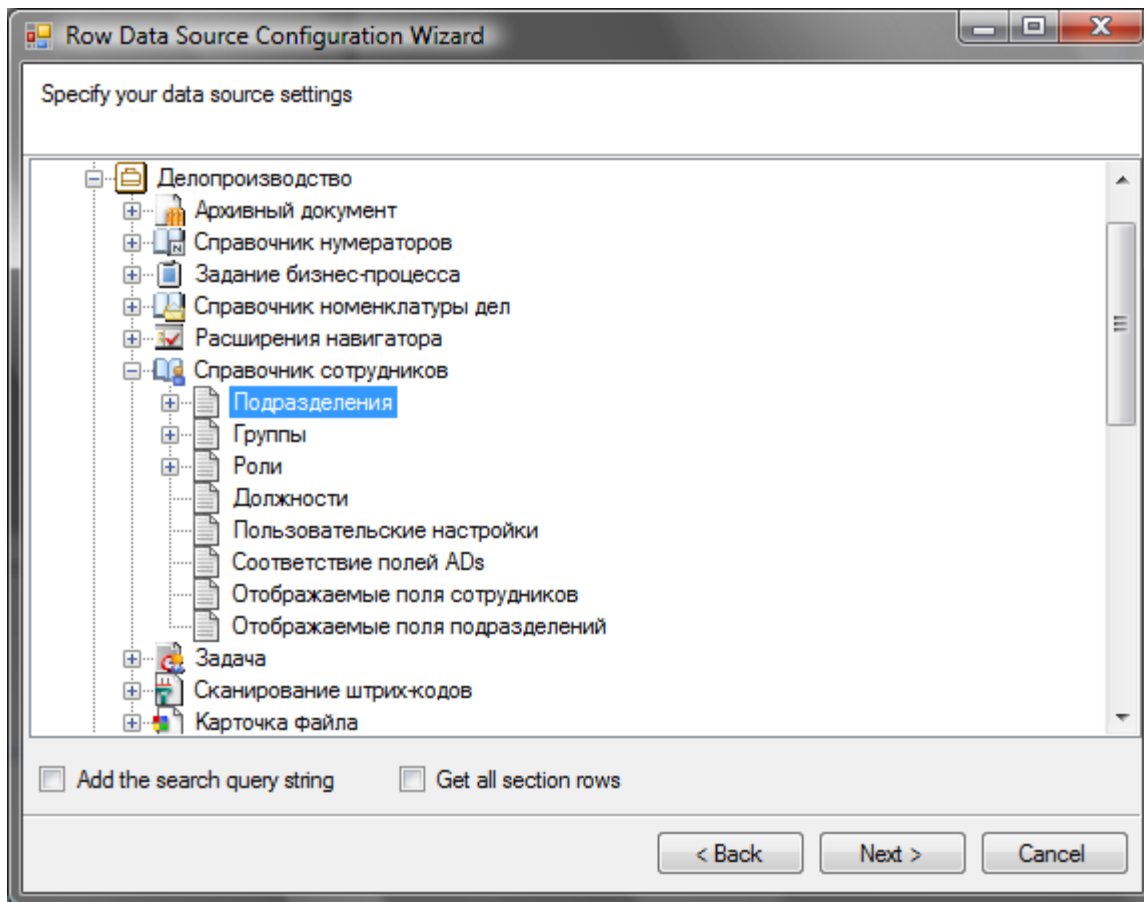 Row Data Source Configuration Wizard
Specify your data source settings
Делопроизводство
Архивный документ
Справочник нумераторов
Задание бизнес-процесса
Справочник номенклатуры дел
Расширения навигатора
Справочник сотрудников
Подразделения
Группы
Роли
Должности
Пользовательские настройки
Соответствие полей ADs
Отображаемые поля сотрудников
Отображаемые поля подразделений
Задача
Сканирование штрих-кодов
Карточка файла
Add the search query string Get all section rows
< Back Next > Cancel